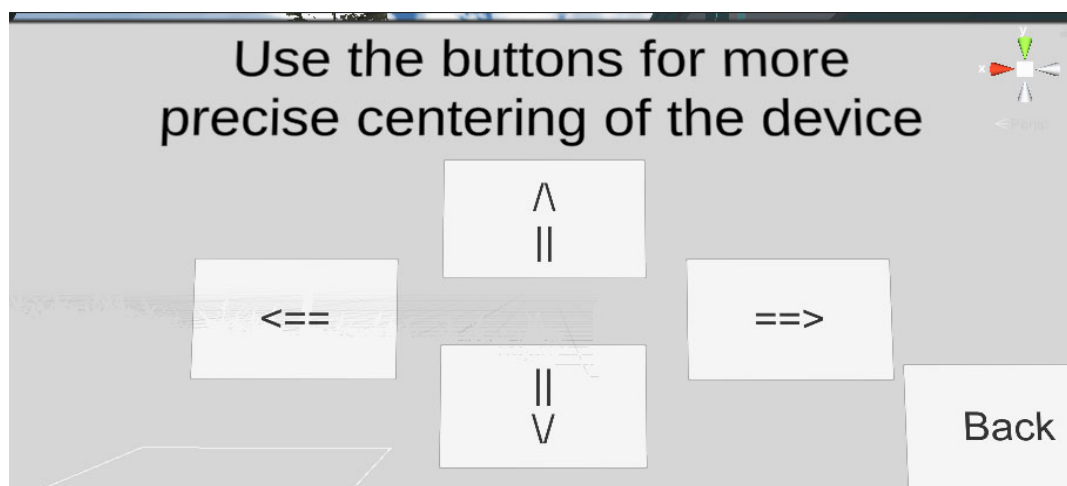 Use the buttons for more
precise centering of the device
y
x
/\
||
<==
==>
||
\/
Back